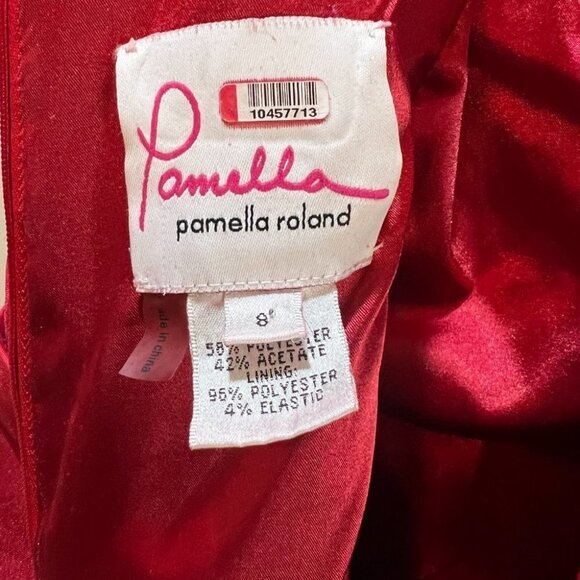 10457713
Pamella
pamella roland
8
58% POLYESTER
42% ACETATE
LINING:
96% POLYESTER
4% ELASTIC
made in china